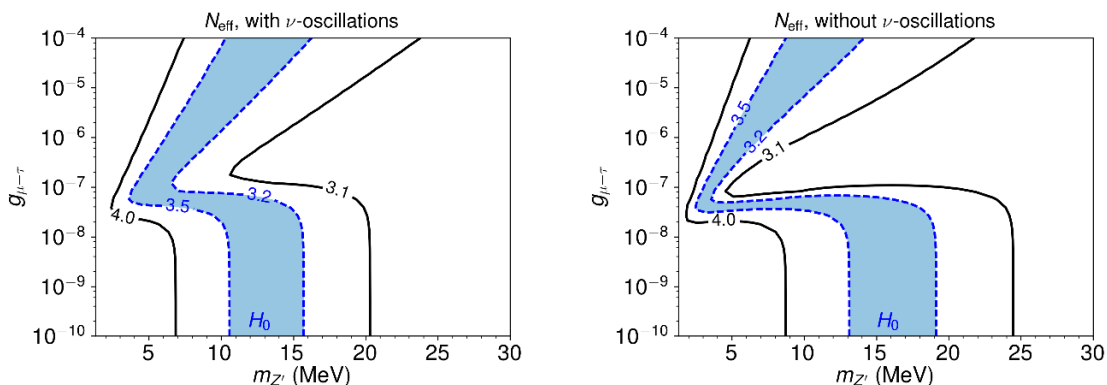 N_eff, with ν-oscillations
10⁻⁴
10⁻⁵
10⁻⁶
10⁻⁷
10⁻⁸
10⁻⁹
10⁻¹⁰
g_μ−τ
3.1
3.2
3.5
4.0
H₀
5 10 15 20 25 30
m_Z′ (MeV)
N_eff, without ν-oscillations
10⁻⁴
10⁻⁵
10⁻⁶
10⁻⁷
10⁻⁸
10⁻⁹
10⁻¹⁰
g_μ−τ
3.5
3.2
3.1
4.0
H₀
5 10 15 20 25 30
m_Z′ (MeV)